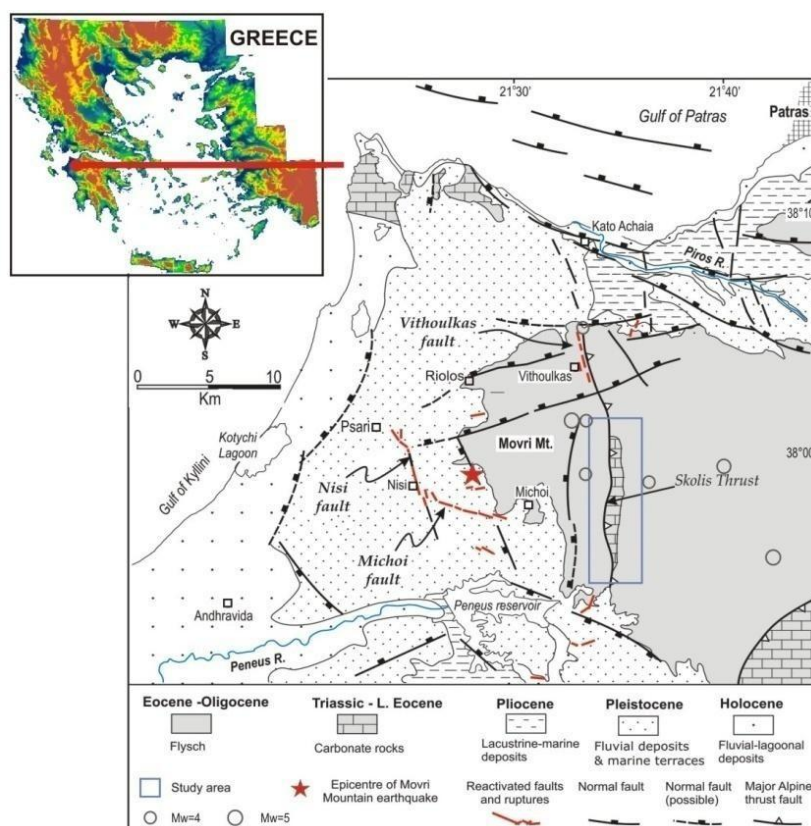 GREECE
21'30
21'40
Patras
Gulf of Patras
Kato Achaia
38°10
Piros R.
N
W E
S
0 5 10
Km
Vithoulkas
fault
Riolos
Vithoulkas
Psari
Kotychi
Lagoon
Movri Mt.
38°00
Gulf of Kyllini
Nisi
fault
Nisi
Michoi
Skolis Thrust
Michoi
fault
Andhravida
Peneus reservoir
Peneus R.
Eocene -Oligocene
Flysch
Triassic - L. Eocene
Carbonate rocks
Pliocene
Lacustrine-marine
deposits
Pleistocene
Fluvial deposits
& marine terraces
Holocene
Fluvial-lagoonal
deposits
Study area
Epicentre of Movri
Mountain earthquake
Reactivated faults
and ruptures
Normal fault
Normal fault
(possible)
Major Alpine
thrust fault
Mw=4
Mw=5